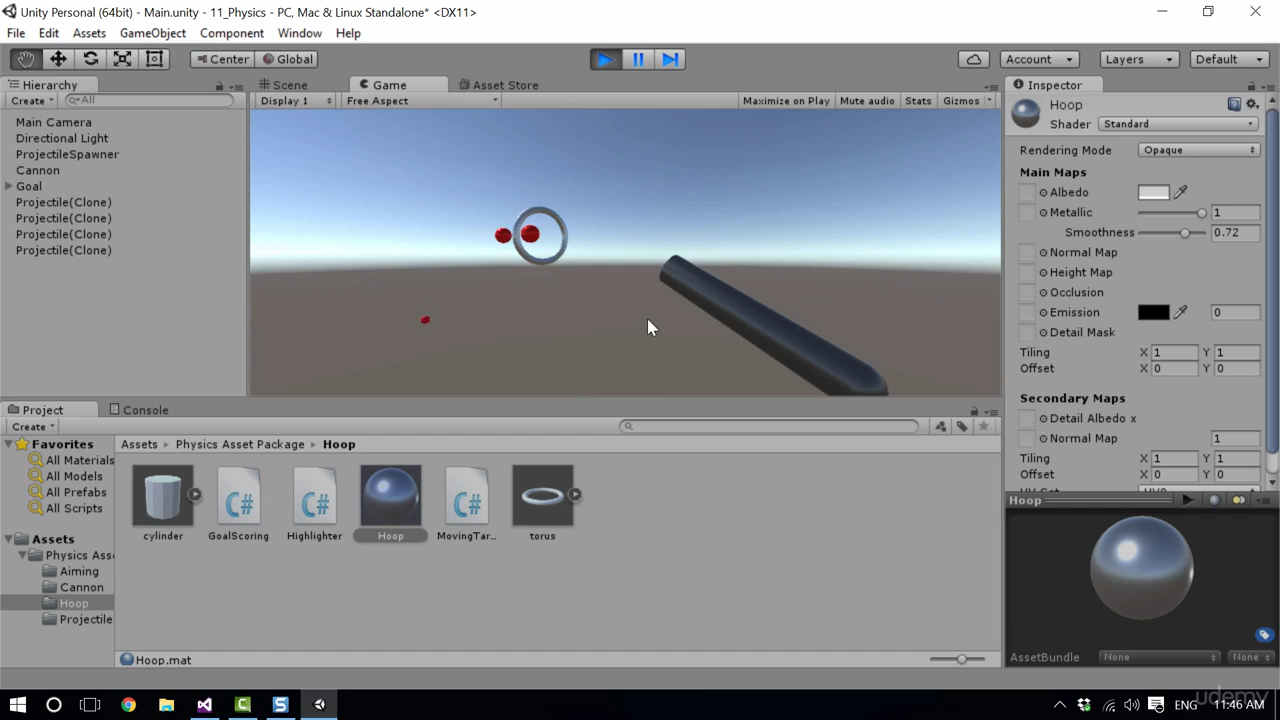 Unity Personal (64bit) - Main.unity - 11_Physics - PC, Mac & Linux Standalone* <DX11>
File Edit Assets GameObject Component Window Help
Center Global Account Layers Default
Hierarchy Scene Game Asset Store Inspector
Create All Display 1 Free Aspect Maximize on Play Mute audio Stats Gizmos
Main Camera
Directional Light
ProjectileSpawner
Cannon
Goal
Projectile(Clone)
Projectile(Clone)
Projectile(Clone)
Projectile(Clone)
Hoop
Shader Standard
Rendering Mode Opaque
Main Maps
Albedo
Metallic 1
Smoothness 0.72
Normal Map
Height Map
Occlusion
Emission 0
Detail Mask
Tiling X 1 Y 1
Offset X 0 Y 0
Secondary Maps
Detail Albedo x
Normal Map 1
Tiling X 1 Y 1
Offset X 0 Y 0
Project Console
Create
Favorites
All Materials
All Models
All Prefabs
All Scripts
Assets
Physics Asse
Aiming
Cannon
Hoop
Projectile
Assets Physics Asset Package Hoop
cylinder GoalScoring Highlighter Hoop MovingTar... torus
Hoop.mat
Hoop
AssetBundle None None
ENG 11:46 AM
udemy